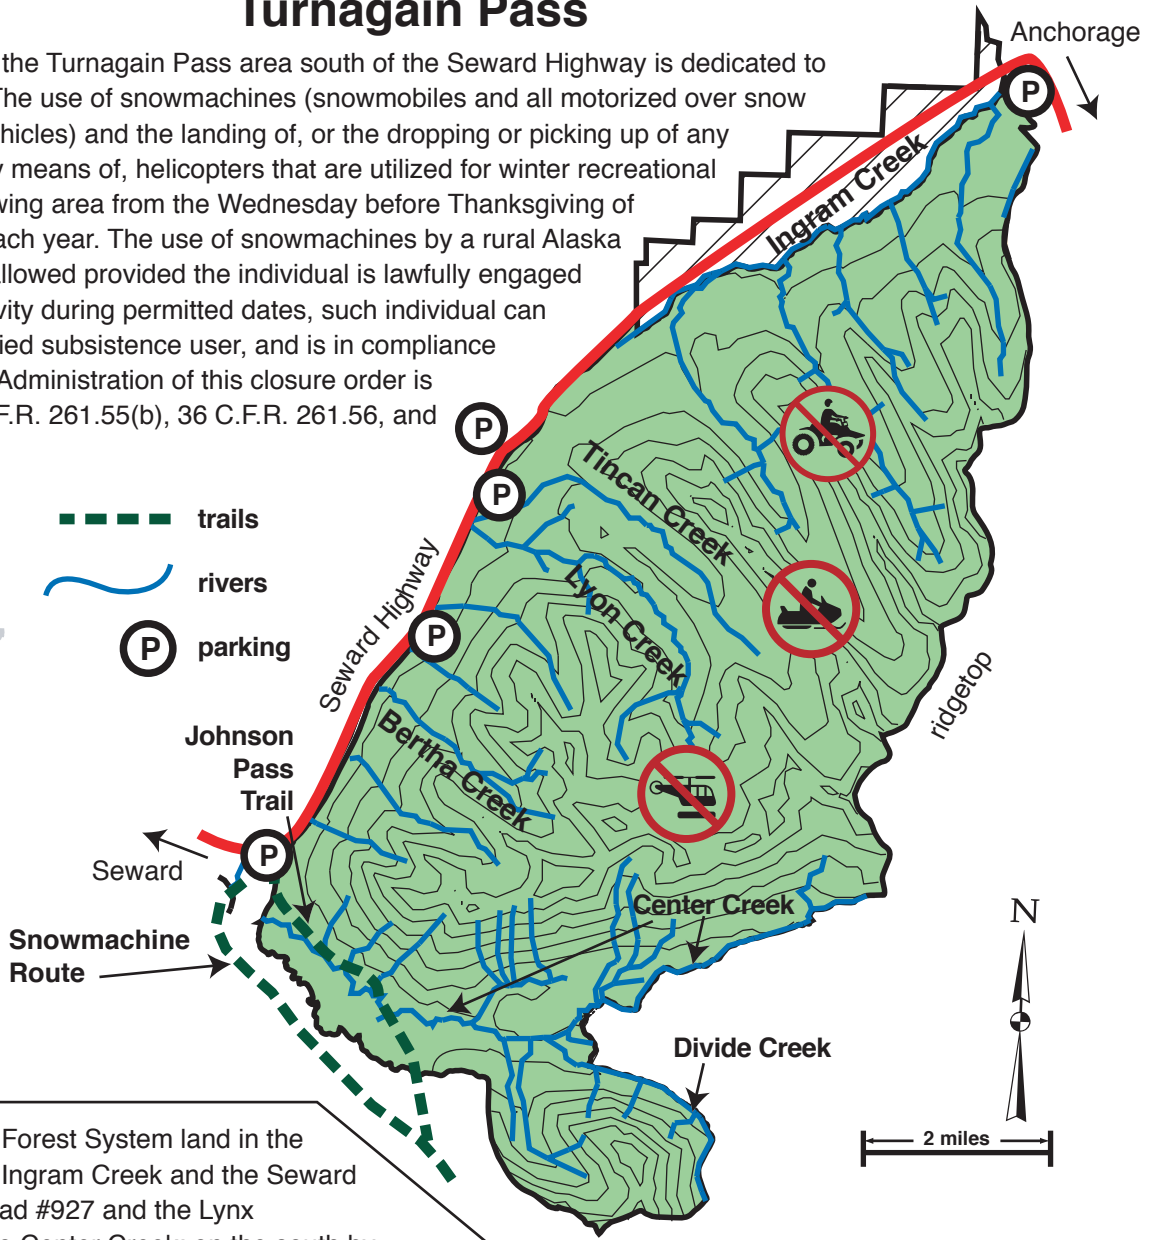 Turnagain Pass
the Turnagain Pass area south of the Seward Highway is dedicated to
The use of snowmachines (snowmobiles and all motorized over snow
hicles) and the landing of, or the dropping or picking up of any
y means of, helicopters that are utilized for winter recreational
wing area from the Wednesday before Thanksgiving of
ach year. The use of snowmachines by a rural Alaska
allowed provided the individual is lawfully engaged
vity during permitted dates, such individual can
ied subsistence user, and is in compliance
Administration of this closure order is
F.R. 261.55(b), 36 C.F.R. 261.56, and
Anchorage
P
Ingram Creek
P
P
Tincan Creek
trails
rivers
P parking
Seward Highway
P
Lyon Creek
ridgetop
Bertha Creek
Johnson
Pass
Trail
P
Seward
Center Creek
N
Snowmachine
Route
Divide Creek
2 miles
Forest System land in the
Ingram Creek and the Seward
ad #927 and the Lynx